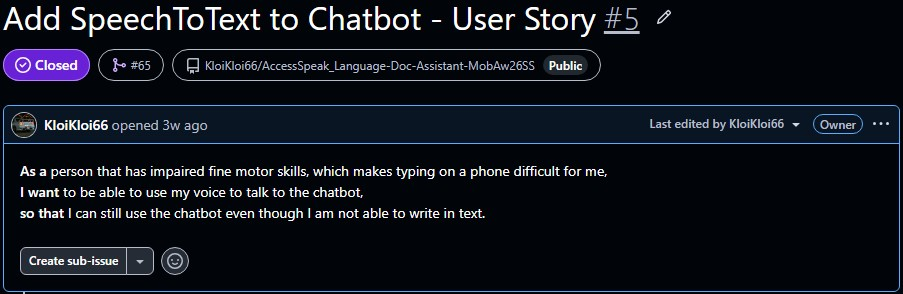 Add SpeechToText to Chatbot - User Story #5
Closed #65 KloiKloi66/AccessSpeak_Language-Doc-Assistant-MobAw26SS Public
KloiKloi66 opened 3w ago Last edited by KloiKloi66 Owner
As a person that has impaired fine motor skills, which makes typing on a phone difficult for me,
I want to be able to use my voice to talk to the chatbot,
so that I can still use the chatbot even though I am not able to write in text.
Create sub-issue